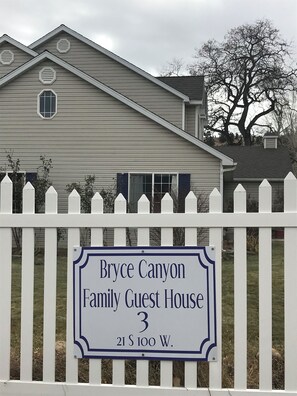 Bryce Canyon
Family Guest House
3
21 S 100 W.